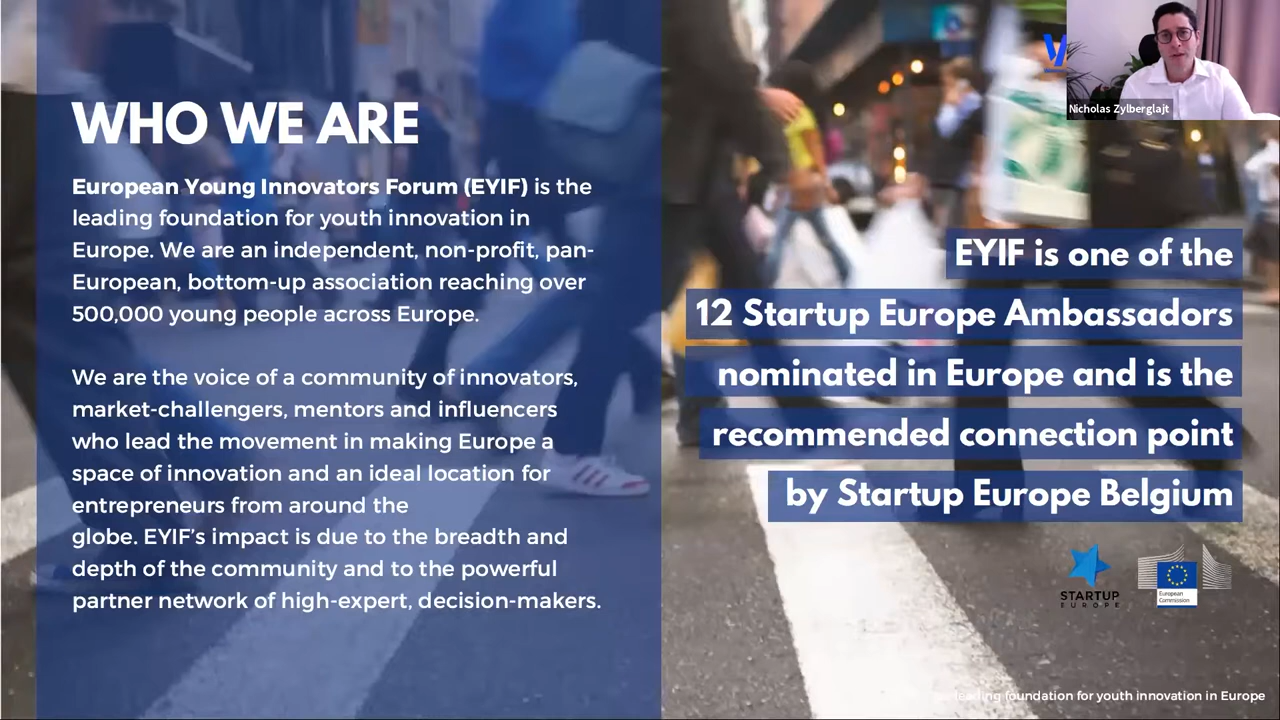 WHO WE ARE
European Young Innovators Forum (EYIF) is the
leading foundation for youth innovation in
Europe. We are an independent, non-profit, pan-
European, bottom-up association reaching over
500,000 young people across Europe.
We are the voice of a community of innovators,
market-challengers, mentors and influencers
who lead the movement in making Europe a
space of innovation and an ideal location for
entrepreneurs from around the
globe. EYIF’s impact is due to the breadth and
depth of the community and to the powerful
partner network of high-expert, decision-makers.
Nicholas Zylberglajt
EYIF is one of the
12 Startup Europe Ambassadors
nominated in Europe and is the
recommended connection point
by Startup Europe Belgium
STARTUP
EUROPE
European
Commission
leading foundation for youth innovation in Europe